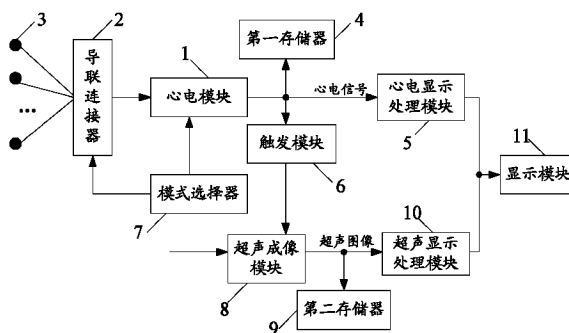 3
2
4
第一存储器
导联连接器
1
心电模块
心电信号
心电显示
处理模块
5
...
触发模块
6
11
显示模块
模式选择器
7
10
超声成像
模块
8
超声图像
超声显示
处理模块
第二存储器
9